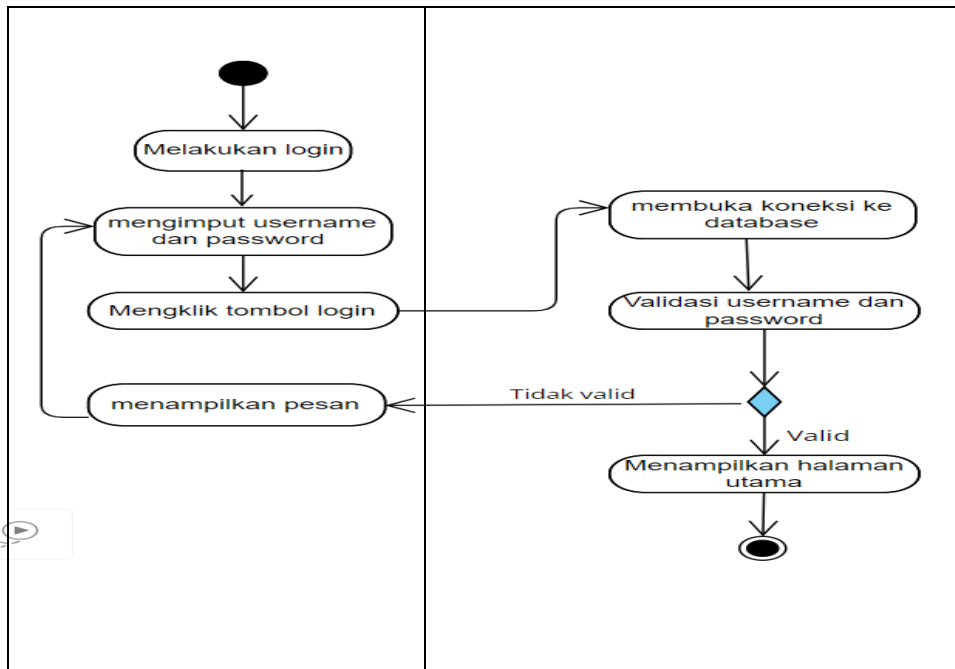 Melakukan login
mengimput username
dan password
Mengklik tombol login
menampilkan pesan
membuka koneksi ke
database
Validasi username dan
password
Tidak valid
Valid
Menampilkan halaman
utama